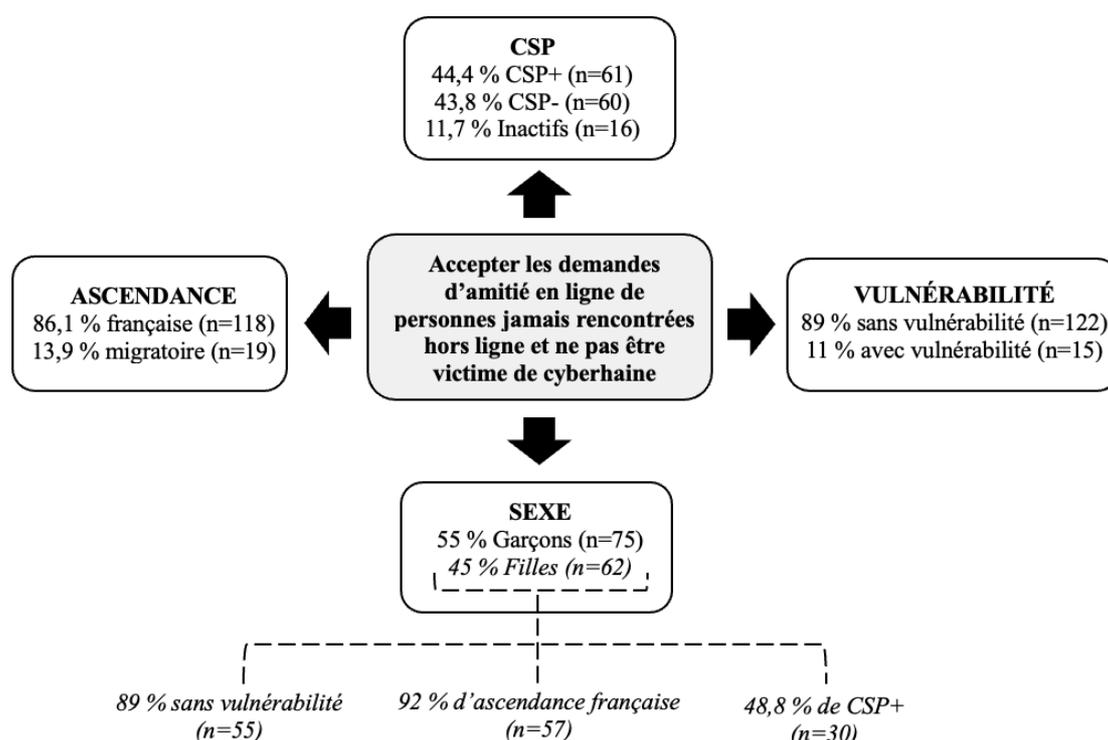 CSP
44,4 % CSP+ (n=61)
43,8 % CSP- (n=60)
11,7 % Inactifs (n=16)
ASCENDANCE
86,1 % française (n=118)
13,9 % migratoire (n=19)
Accepter les demandes
d’amitié en ligne de
personnes jamais rencontrées
hors ligne et ne pas être
victime de cyberhaine
VULNÉRABILITÉ
89 % sans vulnérabilité (n=122)
11 % avec vulnérabilité (n=15)
SEXE
55 % Garçons (n=75)
45 % Filles (n=62)
89 % sans vulnérabilité
(n=55)
92 % d’ascendance française
(n=57)
48,8 % de CSP+
(n=30)